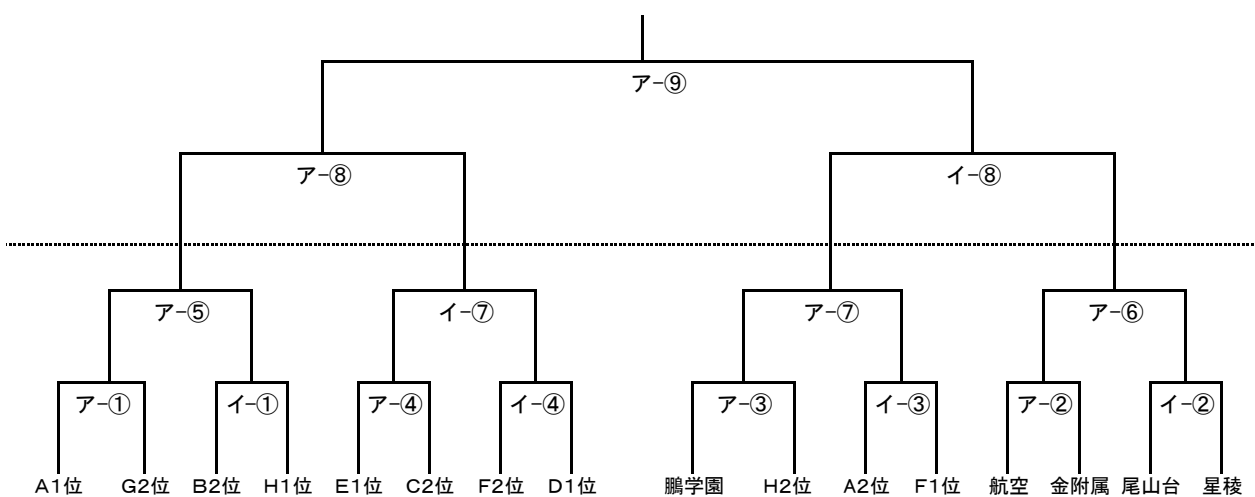 ア-⑨
ア-⑧ イ-⑧
ア-⑤ イ-⑦ ア-⑦ ア-⑥
ア-① イ-① ア-④ イ-④ ア-③ イ-③ ア-② イ-②
A1位 G2位 B2位 H1位 E1位 C2位 F2位 D1位 鵬学園 H2位 A2位 F1位 航空 金附属 尾山台 星稜